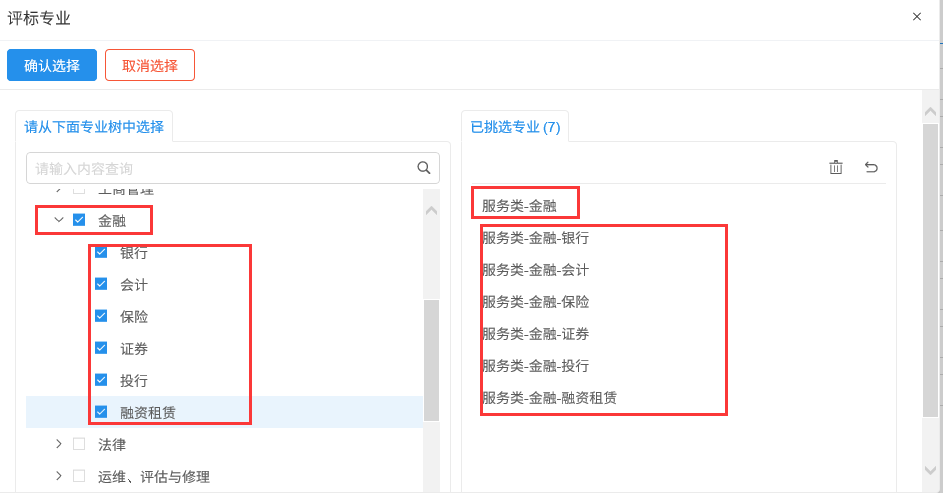 评标专业
确认选择
取消选择
请从下面专业树中选择
请输入内容查询
工商管理
金融
银行
会计
保险
证券
投行
融资租赁
法律
运维、评估与修理
已挑选专业 (7)
服务类-金融
服务类-金融-银行
服务类-金融-会计
服务类-金融-保险
服务类-金融-证券
服务类-金融-投行
服务类-金融-融资租赁